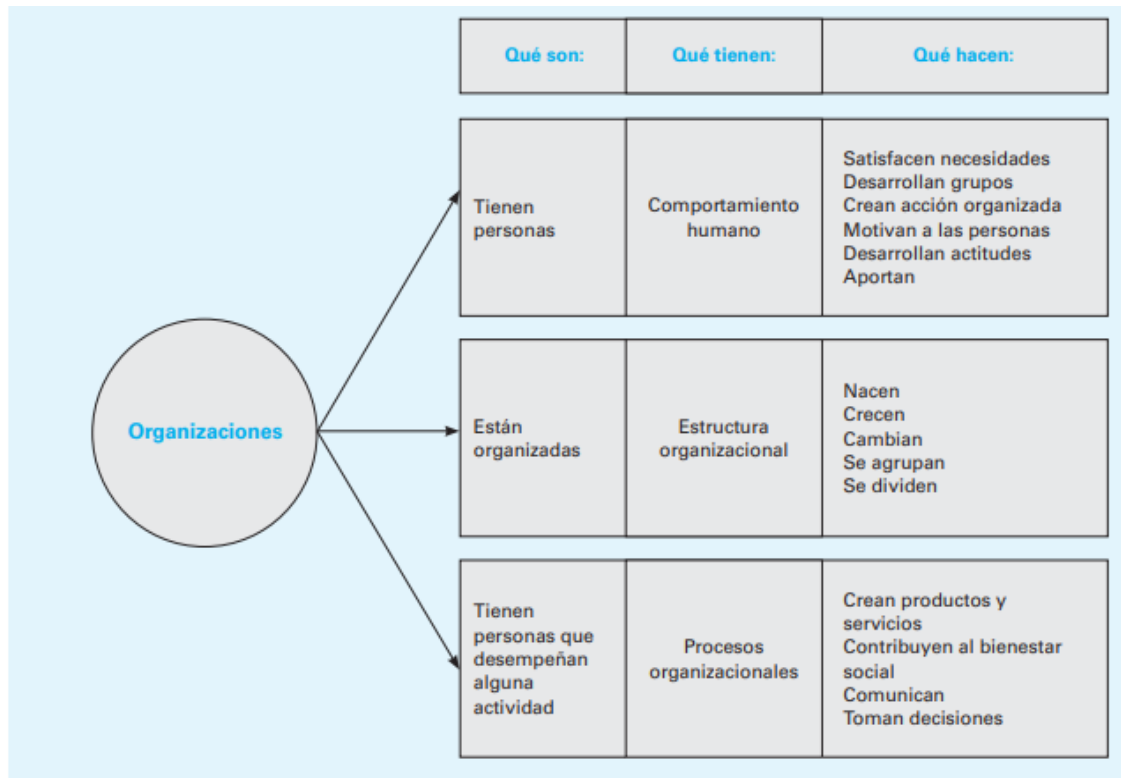 Qué son:
Qué tienen:
Qué hacen:
Organizaciones
Tienen
personas
Comportamiento
humano
Satisfacen necesidades
Desarrollan grupos
Crean acción organizada
Motivan a las personas
Desarrollan actitudes
Aportan
Están
organizadas
Estructura
organizacional
Nacen
Crecen
Cambian
Se agrupan
Se dividen
Tienen
personas que
desempeñan
alguna
actividad
Procesos
organizacionales
Crean productos y
servicios
Contribuyen al bienestar
social
Comunican
Toman decisiones